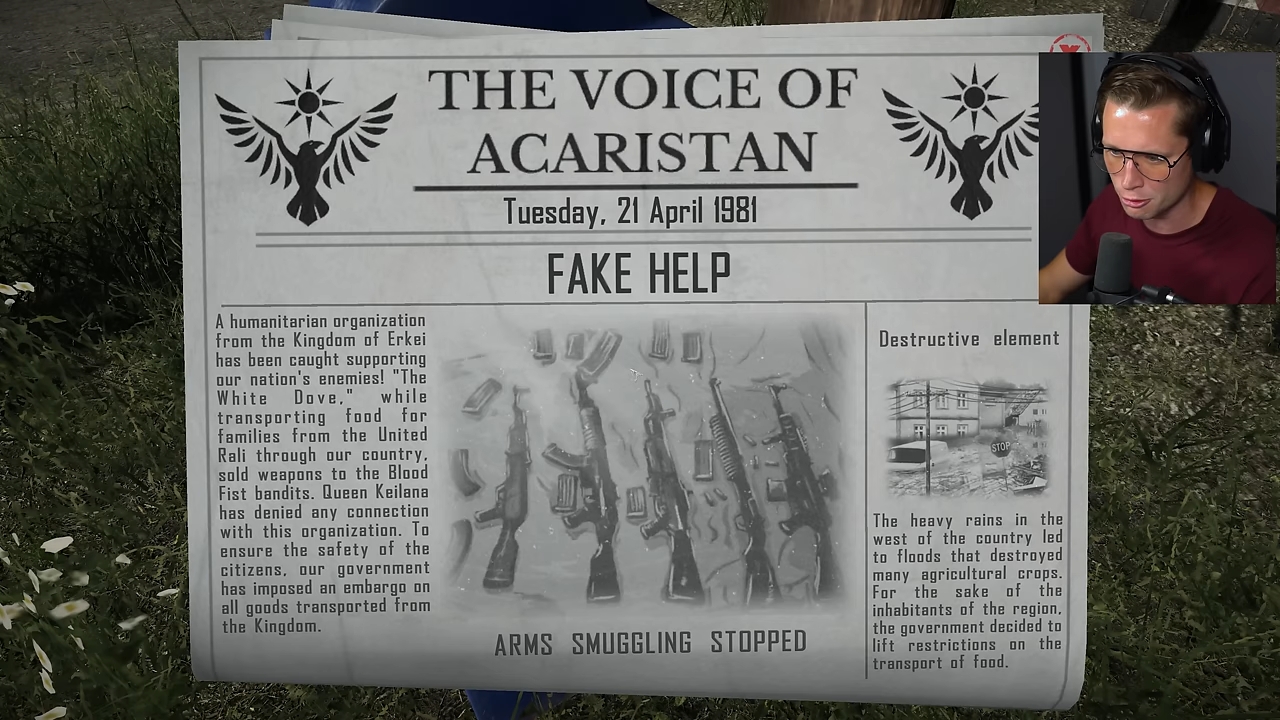 THE VOICE OF
ACARISTAN
Tuesday, 21 April 1981
FAKE HELP
A humanitarian organization
from the Kingdom of Erkei
has been caught supporting
our nation's enemies! "The
White Dove," while
transporting food for
families from the United
Rali through our country,
sold weapons to the Blood
Fist bandits. Queen Keilana
has denied any connection
with this organization. To
ensure the safety of the
citizens, our government
has imposed an embargo on
all goods transported from
the Kingdom.
ARMS SMUGGLING STOPPED
Destructive element
STOP
The heavy rains in the
west of the country led
to floods that destroyed
many agricultural crops.
For the sake of the
inhabitants of the region,
the government decided to
lift restrictions on the
transport of food.